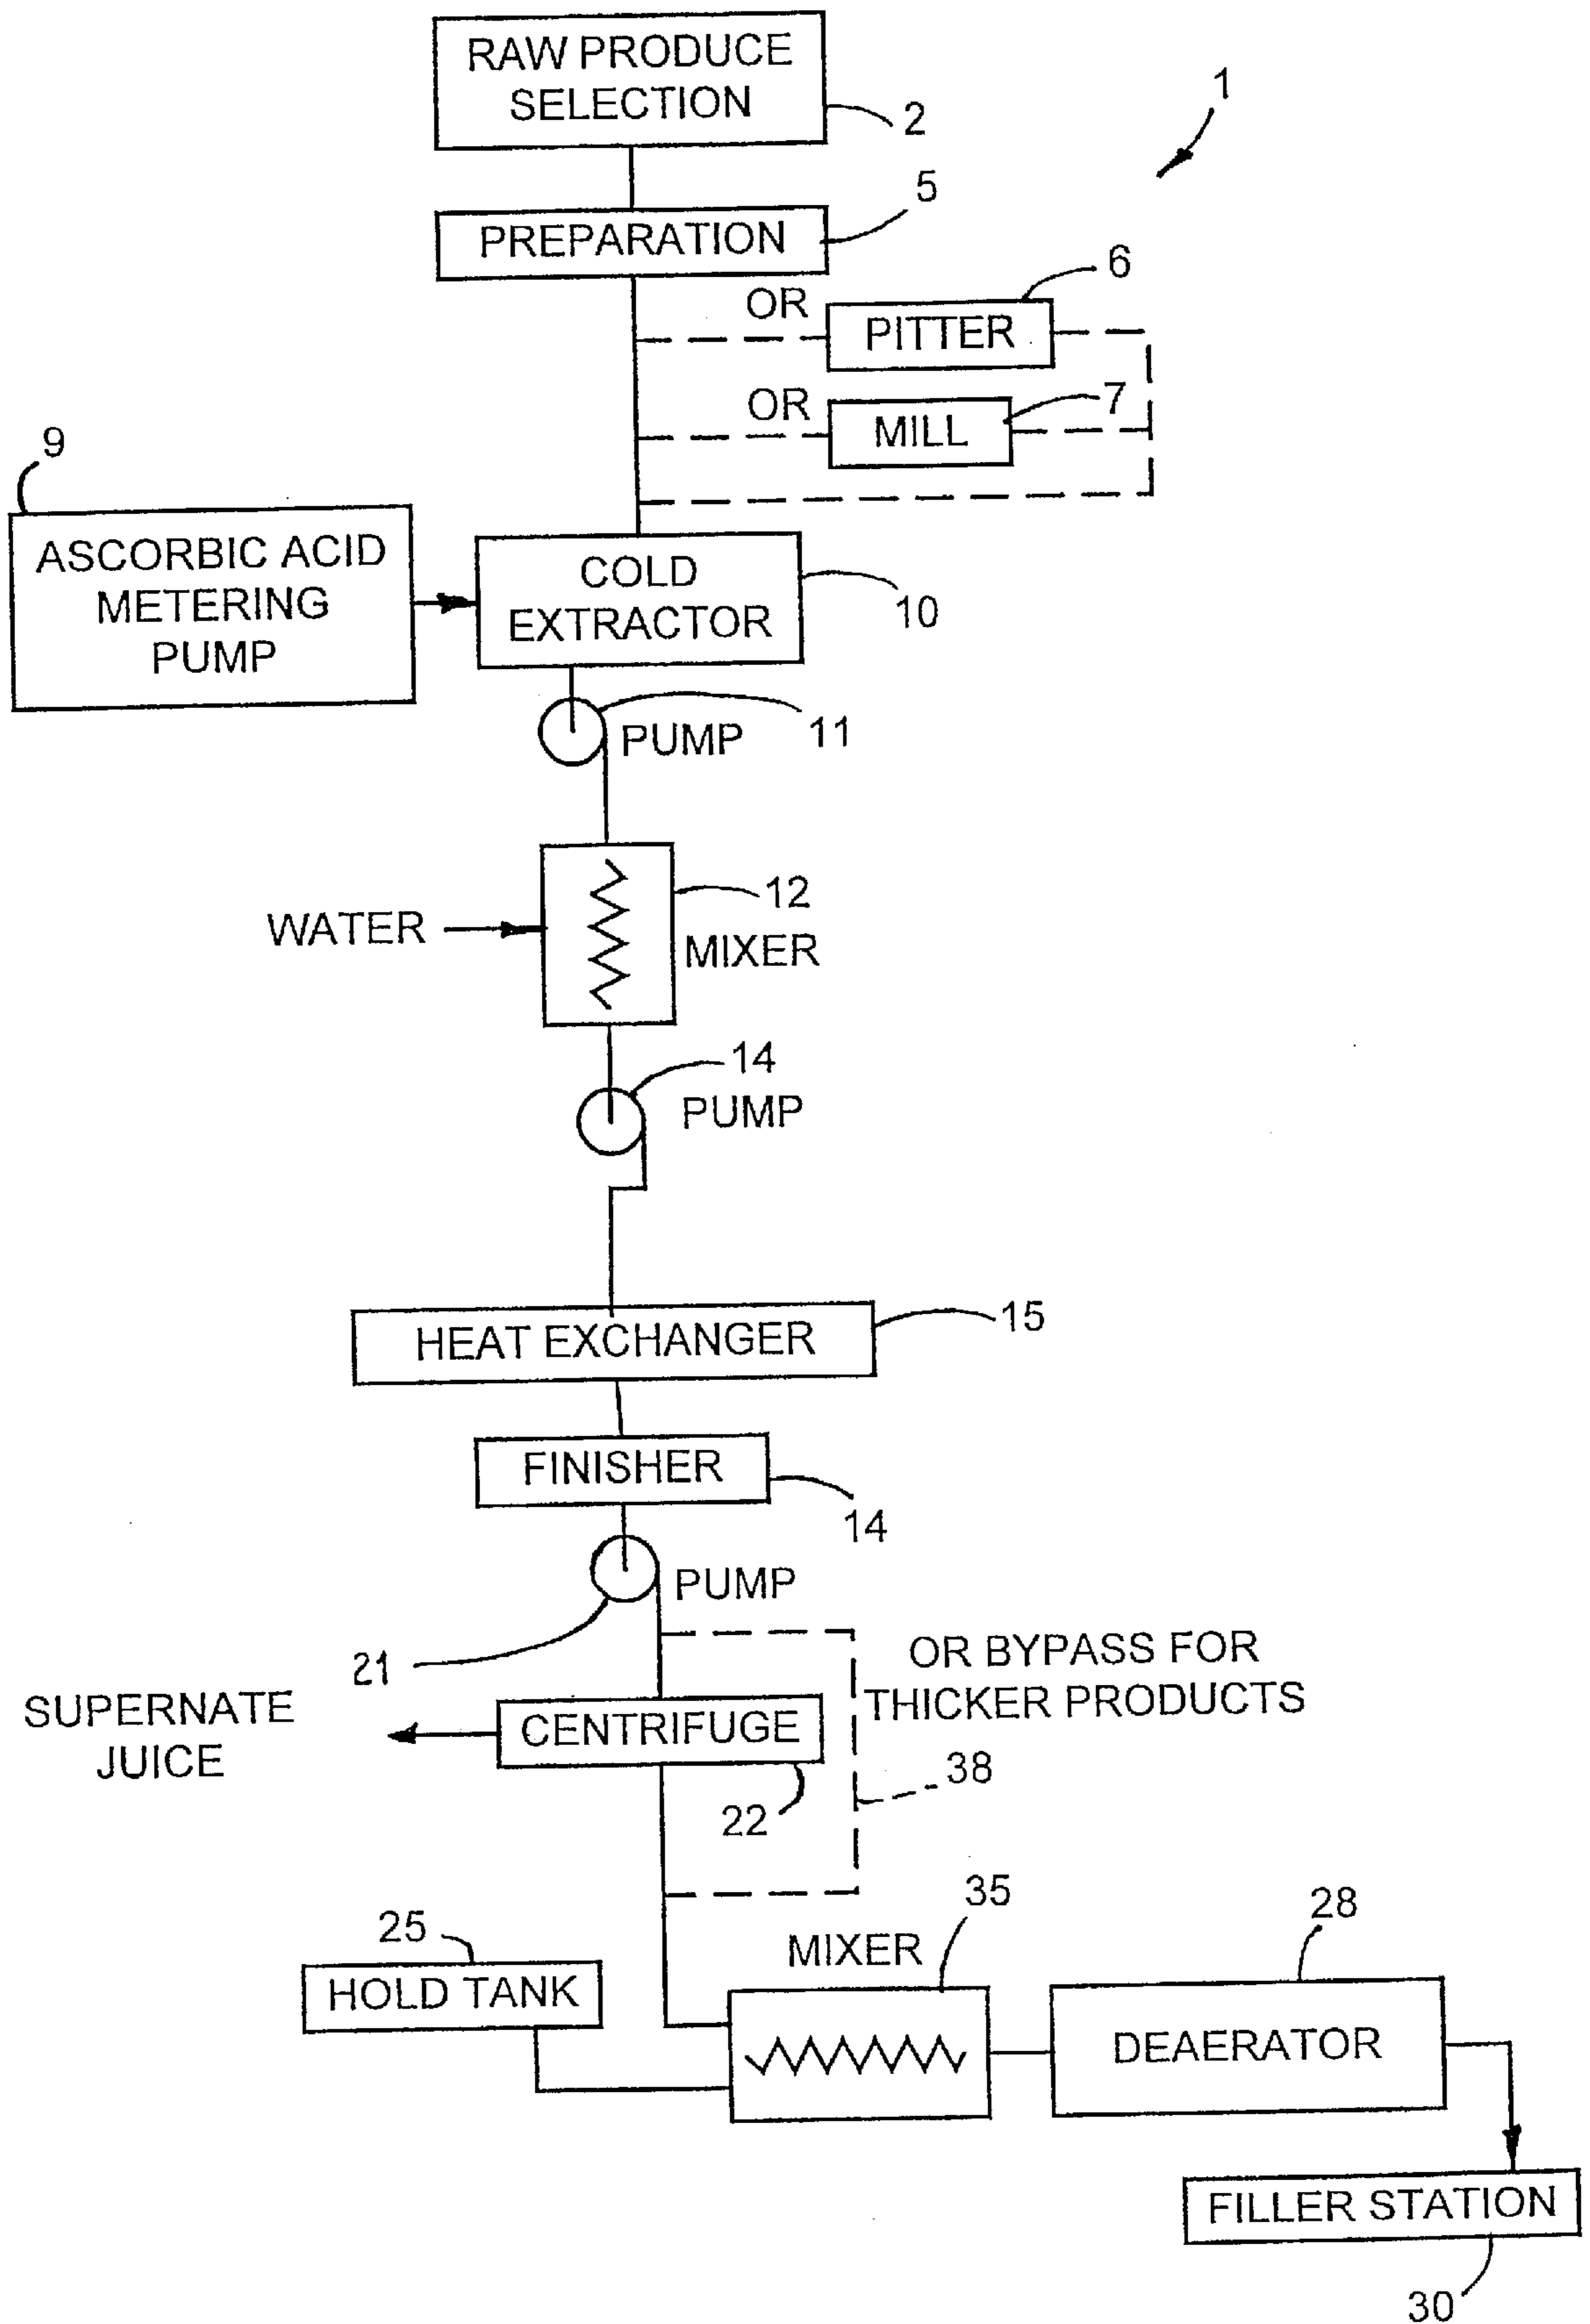 RAW PRODUCE
SELECTION
2
1
PREPARATION
5
OR
PITTER
6
OR
MILL
7
9
ASCORBIC ACID
METERING
PUMP
COLD
EXTRACTOR
10
PUMP
11
WATER
12
MIXER
14
PUMP
HEAT EXCHANGER
15
FINISHER
14
PUMP
21
OR BYPASS FOR
THICKER PRODUCTS
SUPERNATE
JUICE
CENTRIFUGE
22
38
25
HOLD TANK
MIXER
35
28
DEAERATOR
FILLER STATION
30